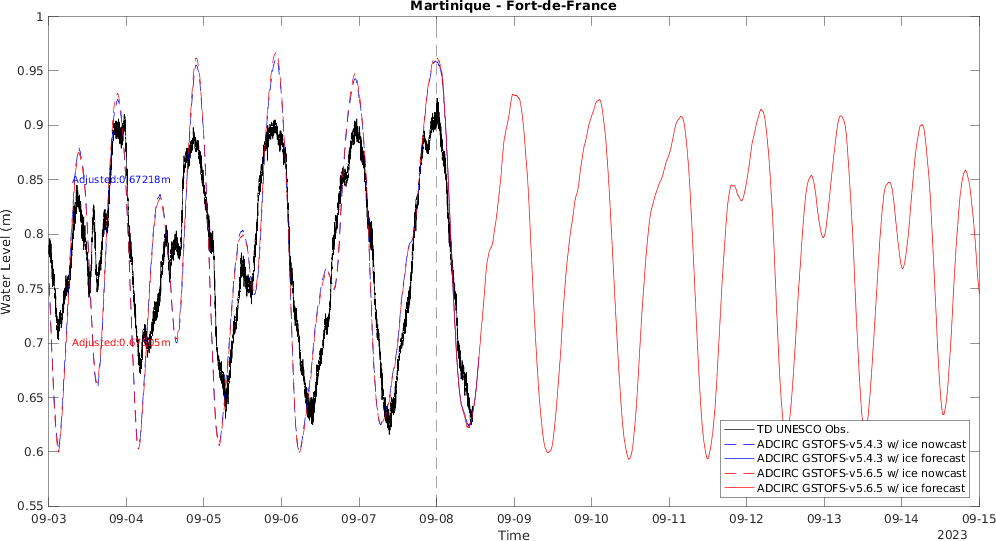 Martinique - Fort-de-France
1
0.95
0.9
0.85
0.8
0.75
0.7
0.65
0.6
0.55
Water Level (m)
Adjusted:0.67218m
TD UNESCO Obs.
ADCIRC GSTOFS-v5.4.3 w/ ice nowcast
ADCIRC GSTOFS-v5.4.3 w/ ice forecast
ADCIRC GSTOFS-v5.6.5 w/ ice nowcast
ADCIRC GSTOFS-v5.6.5 w/ ice forecast
09-03 09-04 09-05 09-06 09-07 09-08 09-09 09-10 09-11 09-12 09-13 09-14 09-15
Time
2023